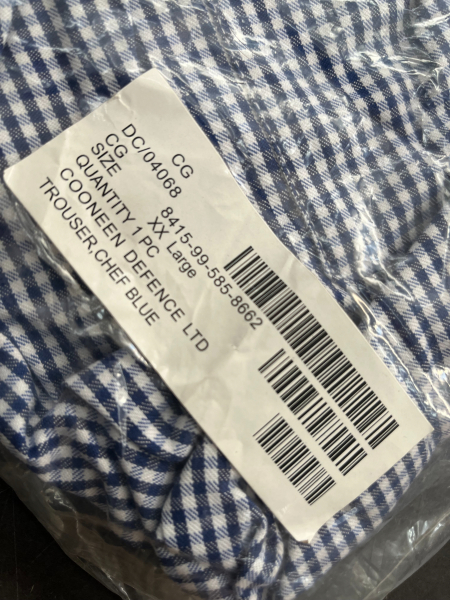 CG
DC/04068
CG 8415-99-585-8662
SIZE XX Large
QUANTITY 1 PC
COONEEN DEFENCE LTD
TROUSER,CHEF BLUE